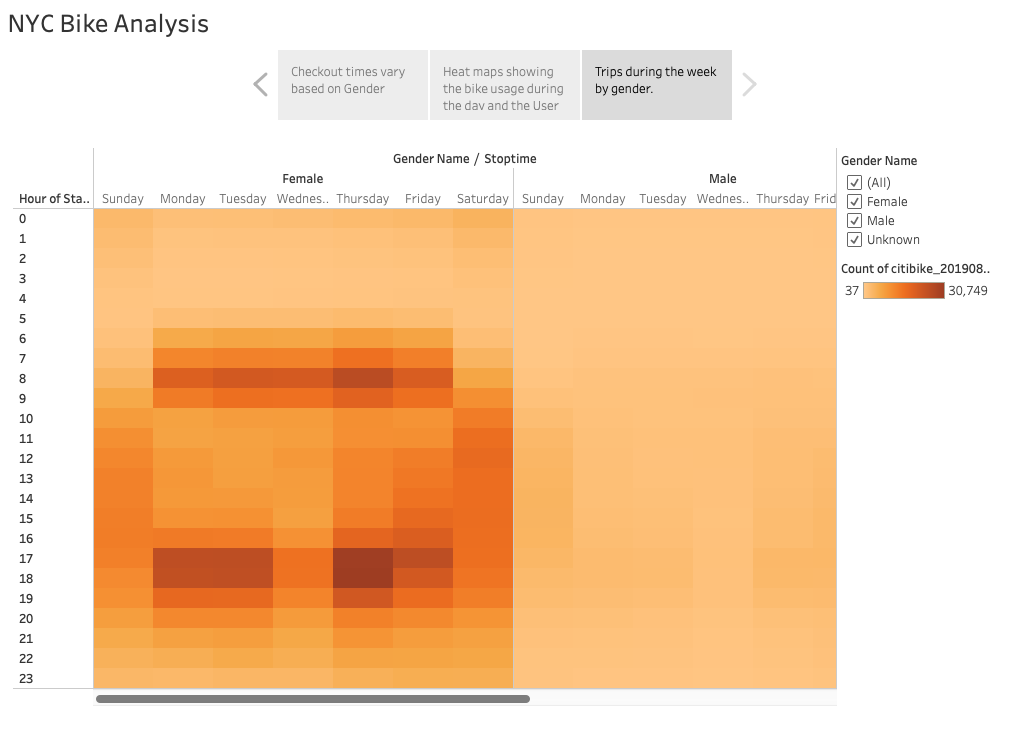 NYC Bike Analysis
Checkout times vary
based on Gender
Heat maps showing
the bike usage during
the day and the User
Trips during the week
by gender.
Gender Name / Stoptime
Female Male
Hour of Sta.. Sunday Monday Tuesday Wednes.. Thursday Friday Saturday Sunday Monday Tuesday Wednes.. Thursday Frid
0
1
2
3
4
5
6
7
8
9
10
11
12
13
14
15
16
17
18
19
20
21
22
23
Gender Name
(All)
Female
Male
Unknown
Count of citibike_201908..
37 30,749